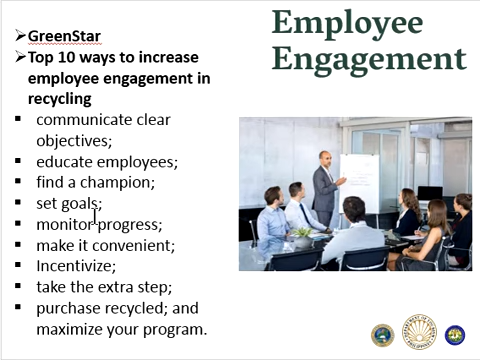 Employee
Engagement
➢GreenStar
➢Top 10 ways to increase
employee engagement in
recycling
▪ communicate clear
objectives;
▪ educate employees;
▪ find a champion;
▪ set goals;
▪ monitor progress;
▪ make it convenient;
▪ Incentivize;
▪ take the extra step;
▪ purchase recycled; and
maximize your program.